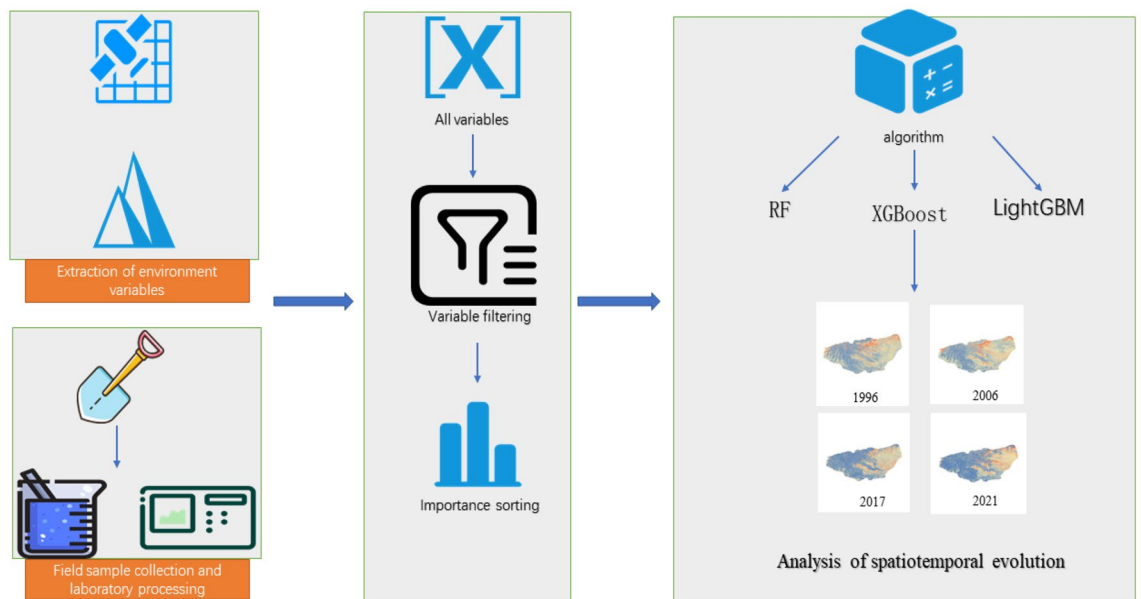 Extraction of environment
variables
Field sample collection and
laboratory processing
[X]
All variables
Variable filtering
Importance sorting
algorithm
RF
XGBoost
LightGBM
1996
2006
2017
2021
Analysis of spatiotemporal evolution